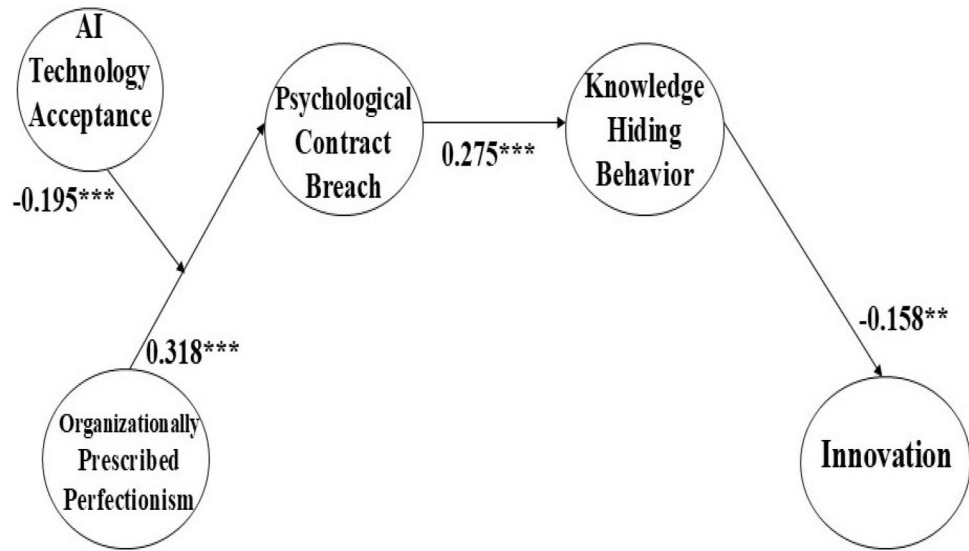 AI
Technology
Acceptance
-0.195***
Psychological
Contract
Breach
0.275***
Knowledge
Hiding
Behavior
0.318***
-0.158**
Organizationally
Prescribed
Perfectionism
Innovation